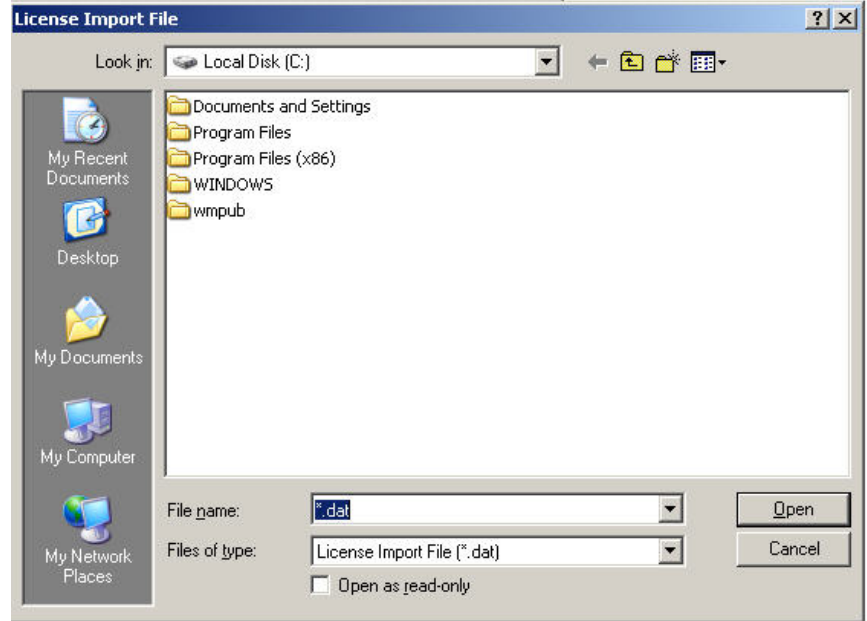 License Import File
Look in: Local Disk (C:)
My Recent
Documents
Desktop
My Documents
My Computer
My Network
Places
Documents and Settings
Program Files
Program Files (x86)
WINDOWS
wmpub
File name: *.dat Open
Files of type: License Import File (*.dat) Cancel
Open as read-only